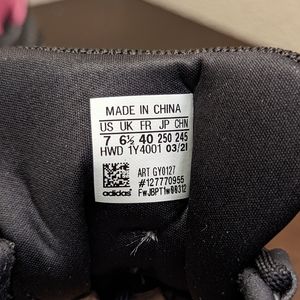 MADE IN CHINA
US UK FR JP CHN
7 6½ 40 250 245
HWD 1Y4001 03/21
ART GY0127
#127770955
adidas FwJBPT1w00312